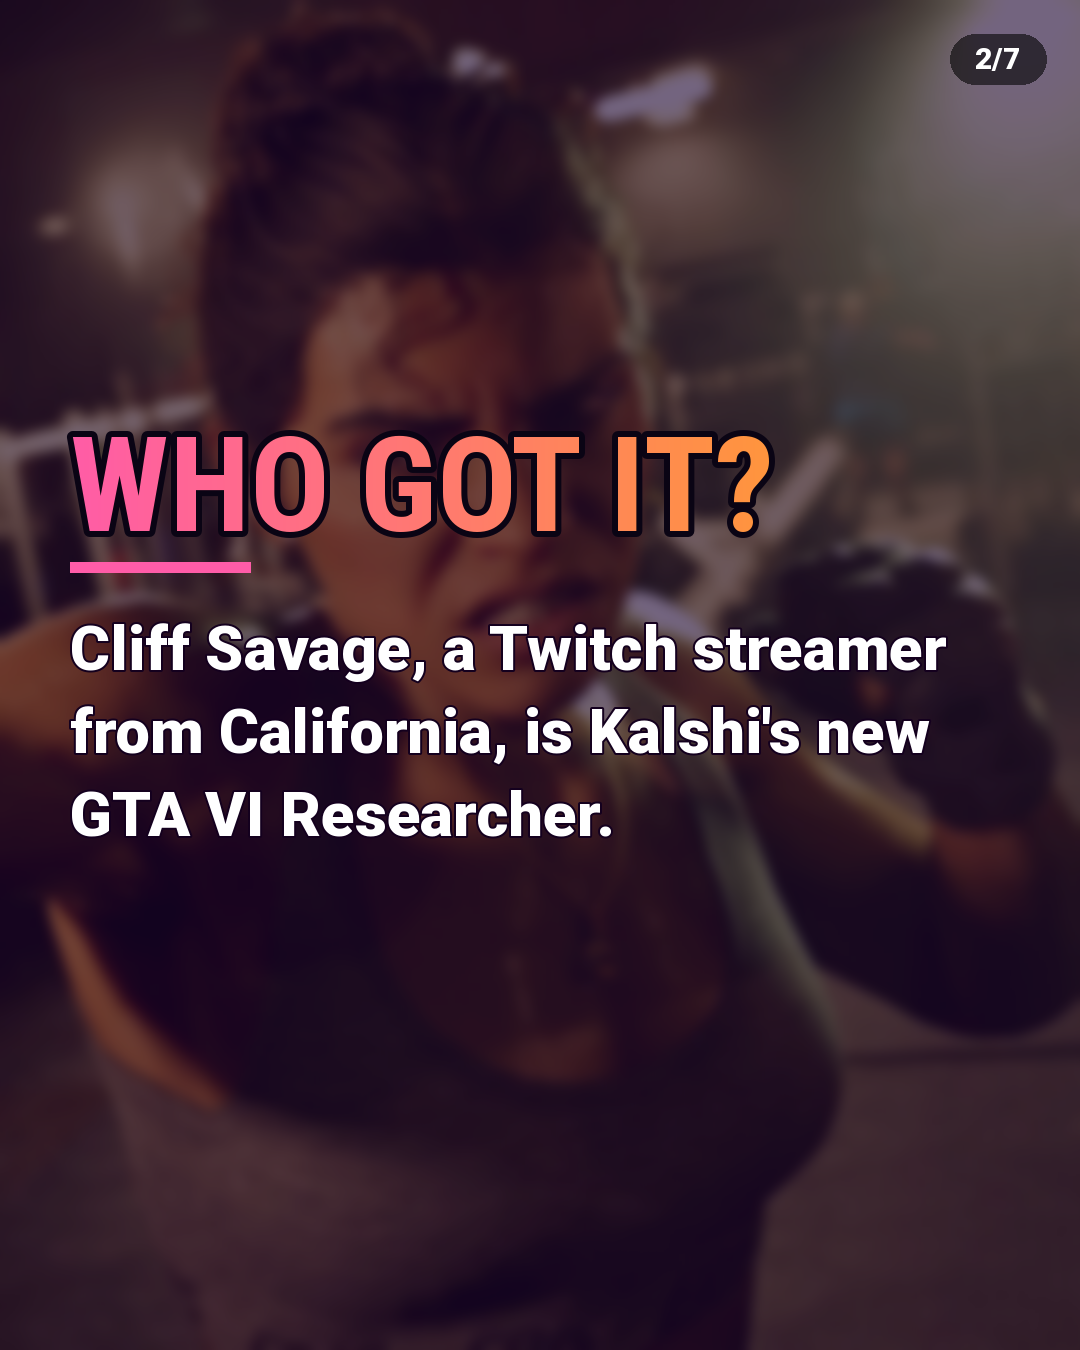 2/7
WHO GOT IT?
Cliff Savage, a Twitch streamer
from California, is Kalshi's new
GTA VI Researcher.